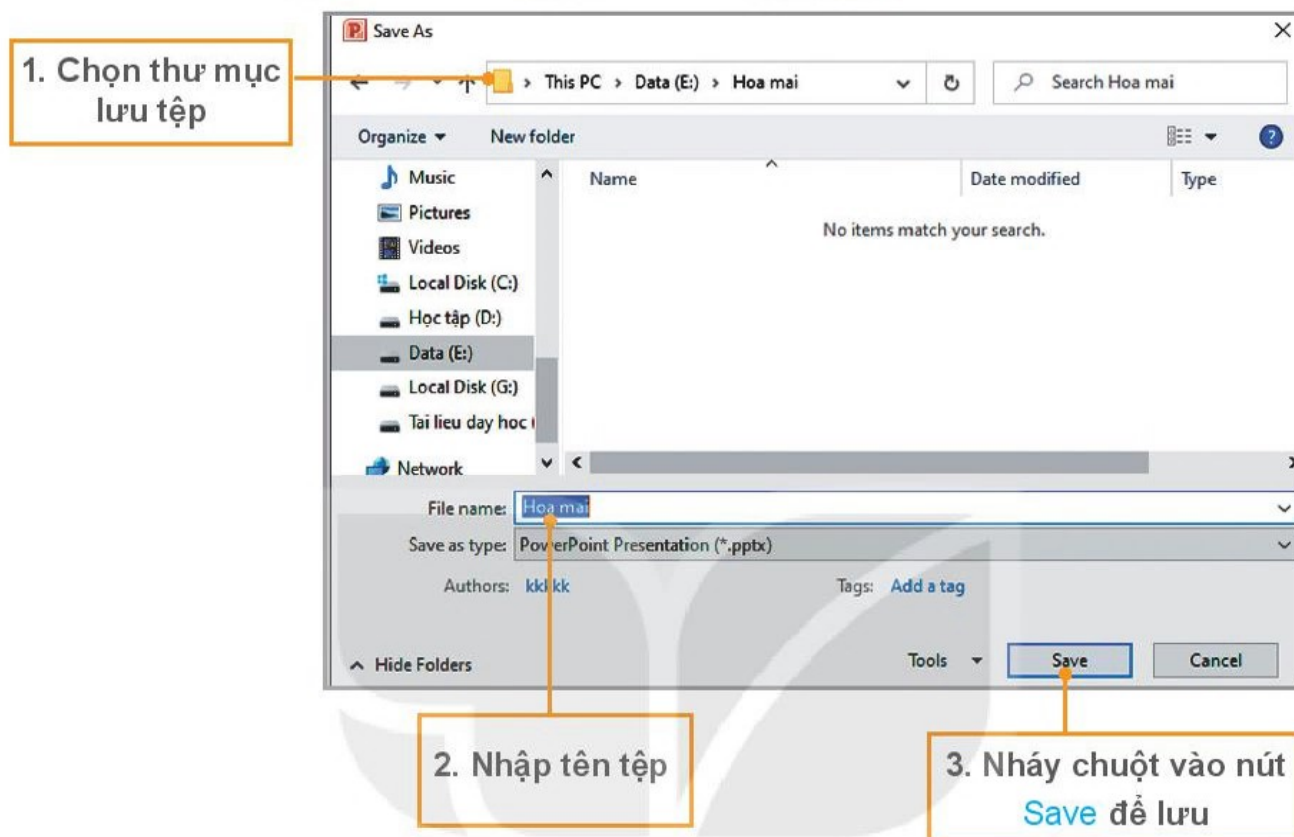 Save As
1. Chọn thư mục
lưu tệp
This PC > Data (E:) > Hoa mai
Search Hoa mai
Organize
New folder
Music
Pictures
Videos
Local Disk (C:)
Học tập (D:)
Data (E:)
Local Disk (G:)
Tai lieu day hoc
Network
Name
Date modified
Type
No items match your search.
File name: Hoa mai
Save as type: PowerPoint Presentation (*.pptx)
Authors:
Tags: Add a tag
Hide Folders
Tools
Save
Cancel
2. Nhập tên tệp
3. Nháy chuột vào nút
Save để lưu